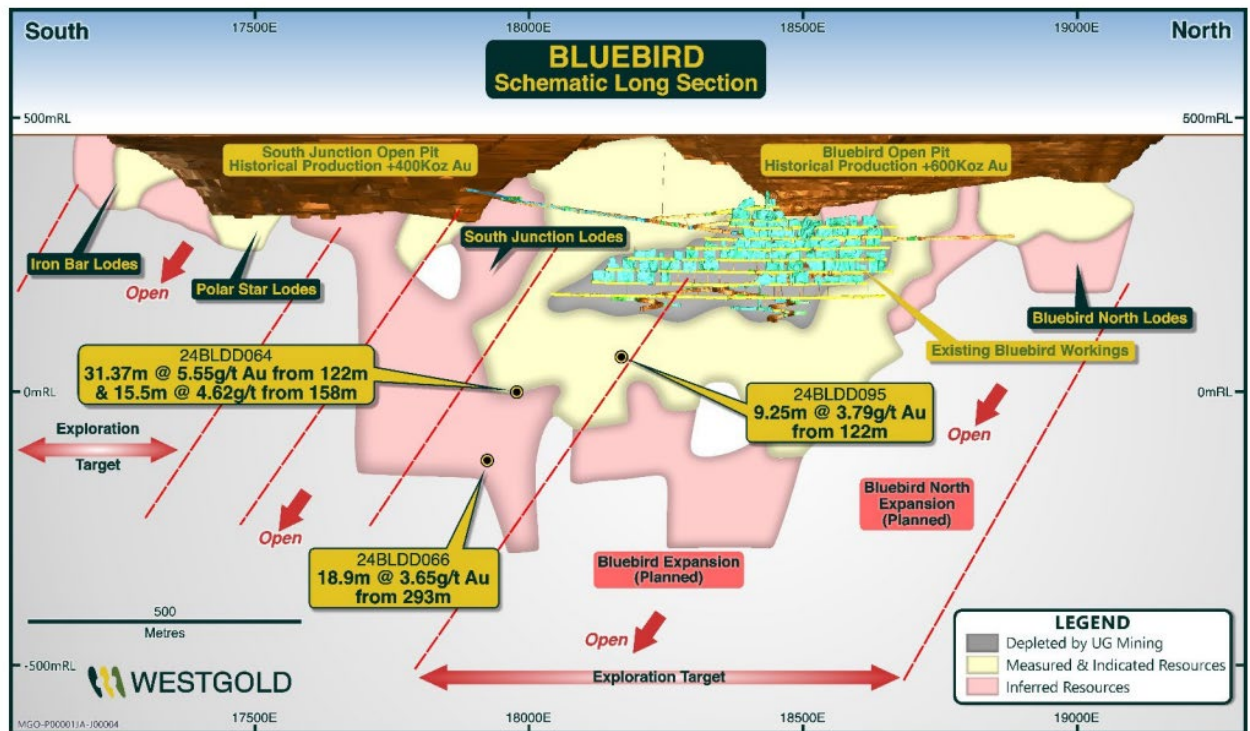 South
17500E
18000E
18500E
19000E
North
BLUEBIRD
Schematic Long Section
500mRL
500mRL
South Junction Open Pit
Historical Production +400Koz Au
Bluebird Open Pit
Historical Production +600Koz Au
South Junction Lodes
Iron Bar Lodes
Open
Polar Star Lodes
Bluebird North Lodes
Existing Bluebird Workings
24BLDD064
31.37m @ 5.55g/t Au from 122m
& 15.5m @ 4.62g/t from 158m
0mRL
24BLDD095
9.25m @ 3.79g/t Au
from 122m
0mRL
Open
Exploration
Target
Bluebird North
Expansion
(Planned)
Open
24BLDD066
18.9m @ 3.65g/t Au
from 293m
Bluebird Expansion
(Planned)
500
Metres
Open
LEGEND
Depleted by UG Mining
Measured & Indicated Resources
Inferred Resources
-500mRL
Exploration Target
WESTGOLD
MGO-P00001JA-J00004
17500E
18000E
18500E
19000E